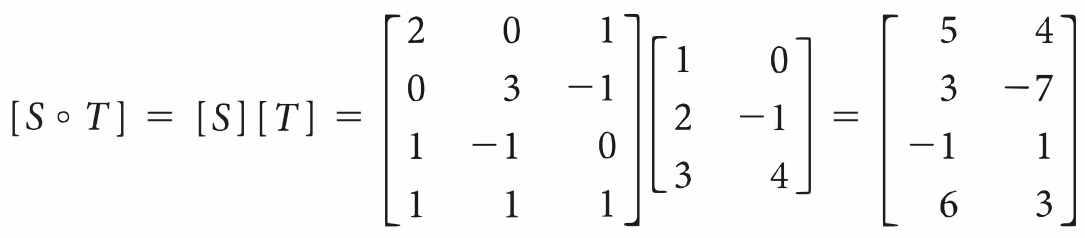 [S ∘ T] = [S][T] = [2 0 1; 0 3 −1; 1 −1 0; 1 1 1] [1 0; 2 −1; 3 4] = [5 4; 3 −7; −1 1; 6 3]